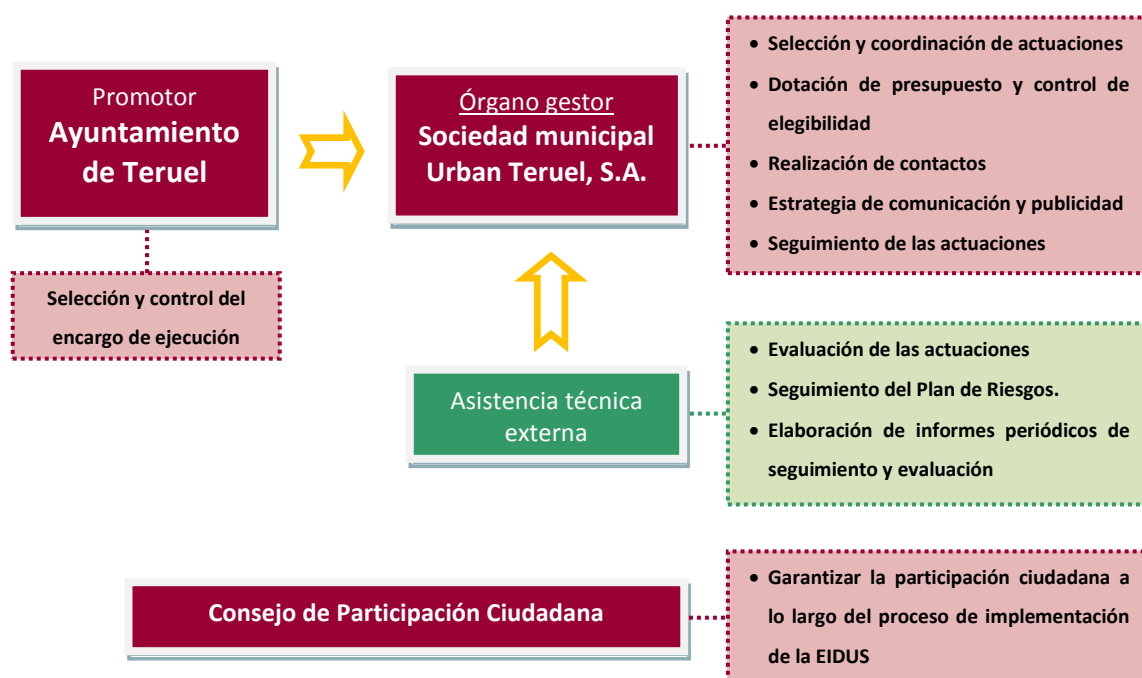 Promotor
Ayuntamiento
de Teruel
Selección y control del
encargo de ejecución
Órgano gestor
Sociedad municipal
Urban Teruel, S.A.
• Selección y coordinación de actuaciones
• Dotación de presupuesto y control de
elegibilidad
• Realización de contactos
• Estrategia de comunicación y publicidad
• Seguimiento de las actuaciones
Asistencia técnica
externa
• Evaluación de las actuaciones
• Seguimiento del Plan de Riesgos.
• Elaboración de informes periódicos de
seguimiento y evaluación
Consejo de Participación Ciudadana
• Garantizar la participación ciudadana a
lo largo del proceso de implementación
de la EIDUS